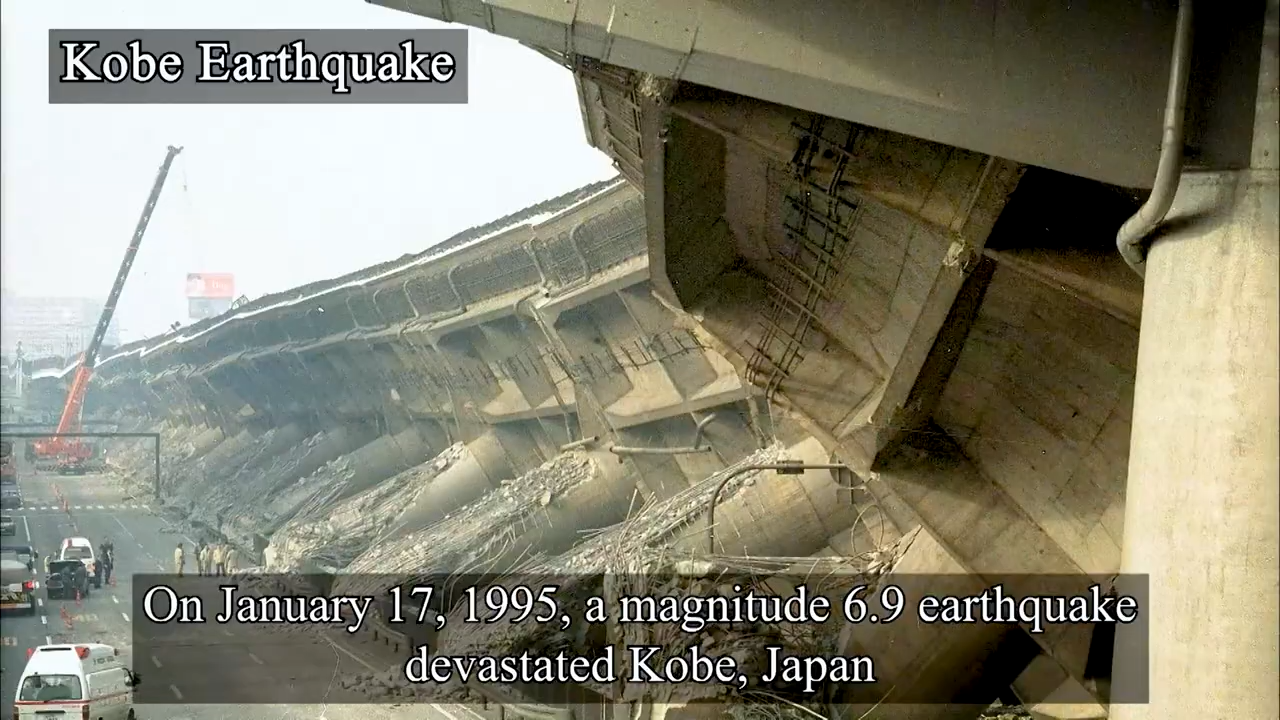 Kobe Earthquake
On January 17, 1995, a magnitude 6.9 earthquake
devastated Kobe, Japan